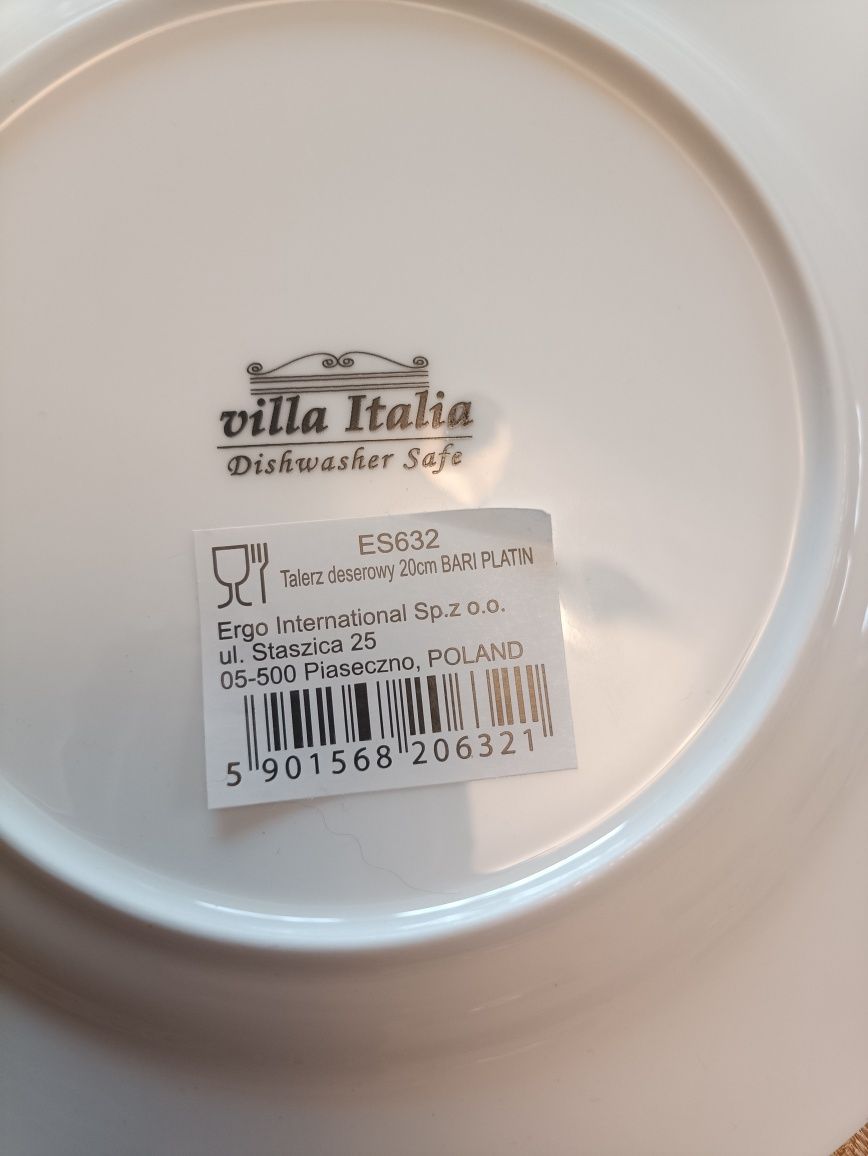 villa Italia
Dishwasher Safe
ES632
Talerz deserowy 20cm BARI PLATIN
Ergo International Sp.z o.o.
ul. Staszica 25
05-500 Piaseczno, POLAND
5 901568 206321